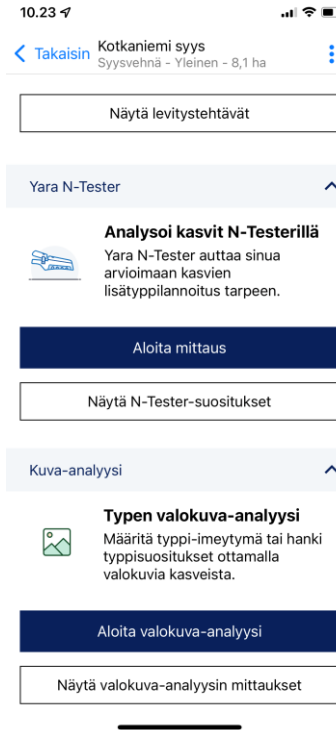 10.23
Takaisin
Kotkaniemi syys
Syysvehnä - Yleinen - 8,1 ha
Näytä levitystehtävät
Yara N-Tester
Analysoi kasvit N-Testerillä
Yara N-Tester auttaa sinua
arvioimaan kasvien
lisätyppilannoitus tarpeen.
Aloita mittaus
Näytä N-Tester-suositukset
Kuva-analyysi
Typen valokuva-analyysi
Määritä typpi-imeytymä tai hanki
typpisuositukset ottamalla
valokuvia kasveista.
Aloita valokuva-analyysi
Näytä valokuva-analyysin mittaukset